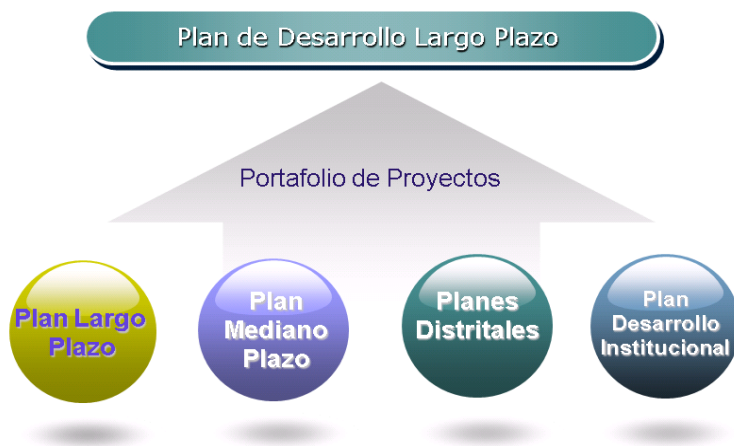 Plan de Desarrollo Largo Plazo
Portafolio de Proyectos
Plan Largo
Plazo
Plan
Mediano
Plazo
Planes
Distritales
Plan
Desarrollo
Institucional